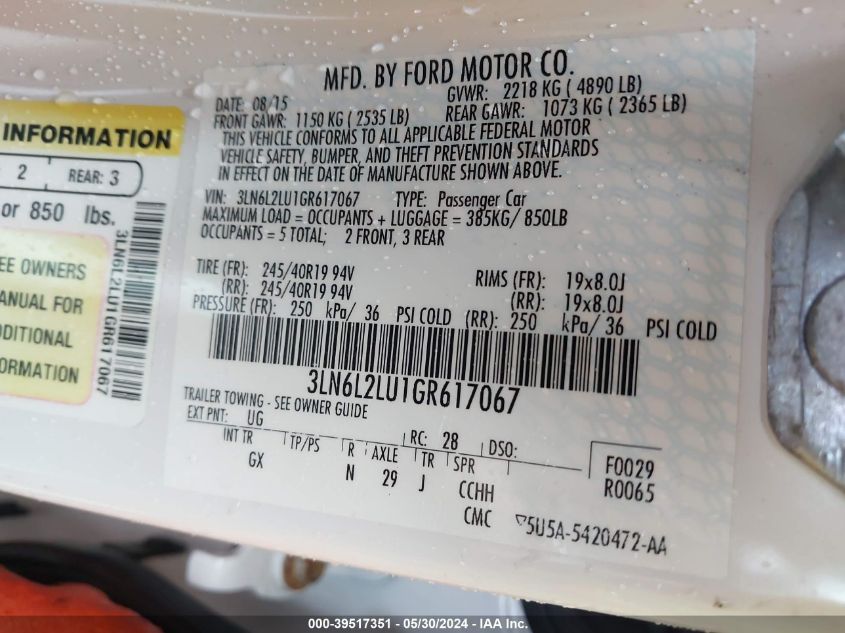 INFORMATION
2 REAR: 3
or 850 lbs.
EE OWNERS
ANUAL FOR
DDITIONAL
FORMATION
3LN6L2LU1GR617067
MFD. BY FORD MOTOR CO.
DATE: 08/15 GVWR: 2218 KG ( 4890 LB)
FRONT GAWR: 1150 KG ( 2535 LB) REAR GAWR: 1073 KG ( 2365 LB)
THIS VEHICLE CONFORMS TO ALL APPLICABLE FEDERAL MOTOR
VEHICLE SAFETY, BUMPER, AND THEFT PREVENTION STANDARDS
IN EFFECT ON THE DATE OF MANUFACTURE SHOWN ABOVE.
VIN: 3LN6L2LU1GR617067 TYPE: Passenger Car
MAXIMUM LOAD = OCCUPANTS + LUGGAGE = 385KG/ 850LB
OCCUPANTS = 5 TOTAL; 2 FRONT, 3 REAR
TIRE (FR): 245/40R19 94V RIMS (FR): 19x8.0J
(RR): 245/40R19 94V (RR): 19x8.0J
PRESSURE (FR): 250 kPa/ 36 PSI COLD (RR): 250 kPa/ 36 PSI COLD
3LN6L2LU1GR617067
TRAILER TOWING - SEE OWNER GUIDE
EXT PNT: UG RC: 28 DSO:
INT TR TP/PS R AXLE TR SPR F0029
GX N 29 J CCHH R0065
CMC ▽5U5A-5420472-AA
000-39517351 - 05/30/2024 - IAA Inc.